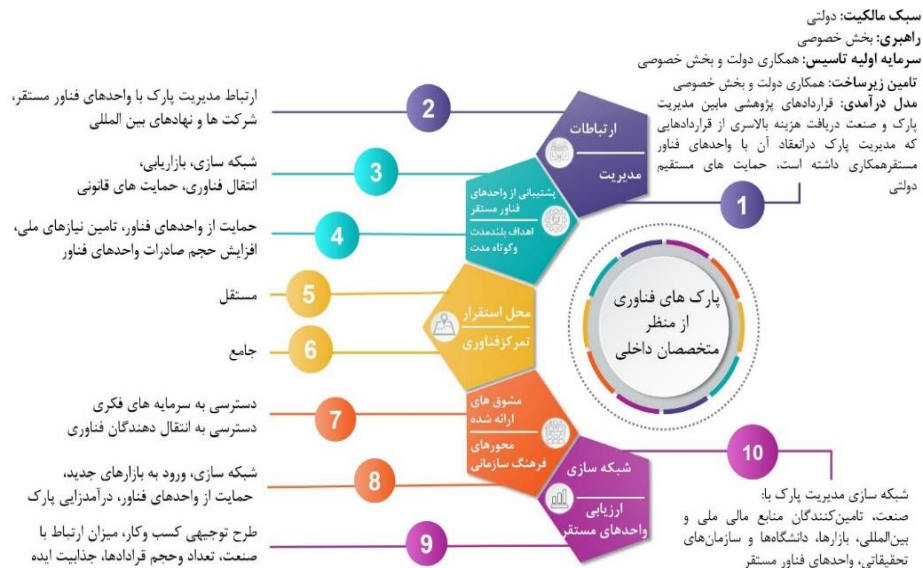 سبک مالکیت: دولتی
راهبری: بخش خصوصی
سرمایه اولیه تاسیس: همکاری دولت و بخش خصوصی
تامین زیرساخت: همکاری دولت و بخش خصوصی
مدل درآمدی: قراردادهای پژوهشی مابین مدیریت
پارک و صنعت دریافت هزینه بالاسری از قراردادهایی
که مدیریت پارک درانعقاد آن با واحدهای فناور
مستقرهمکاری داشته است، حمایت های مستقیم
دولتی
1
ارتباطات
مدیریت
2
ارتباط مدیریت پارک با واحدهای فناور مستقر،
شرکت ها و نهادهای بین المللی
پشتیبانی از واحدهای
فناور مستقر
اهداف بلندمدت
وکوتاه مدت
3
شبکه سازی، بازاریابی،
انتقال فناوری، حمایت های قانونی
4
حمایت از واحدهای فناور، تامین نیازهای ملی،
افزایش حجم صادرات واحدهای فناور
محل استقرار
تمرکزفناوری
5
مستقل
6
جامع
پارک های فناوری
از منظر
متخصصان داخلی
مشوق های
ارائه شده
محورهای
فرهنگ سازمانی
7
دسترسی به سرمایه های فکری
دسترسی به انتقال دهندگان فناوری
8
شبکه سازی، ورود به بازارهای جدید،
حمایت از واحدهای فناور، درآمدزایی پارک
شبکه سازی
ارزیابی
واحدهای مستقر
9
طرح توجیهی کسب وکار، میزان ارتباط با
صنعت، تعداد وحجم قرادادها، جذابیت ایده
10
شبکه سازی مدیریت پارک با:
صنعت، تامین‌کنندگان منابع مالی ملی و
بین‌المللی، بازارها، دانشگاه‌ها و سازمان‌های
تحقیقاتی، واحدهای فناور مستقر